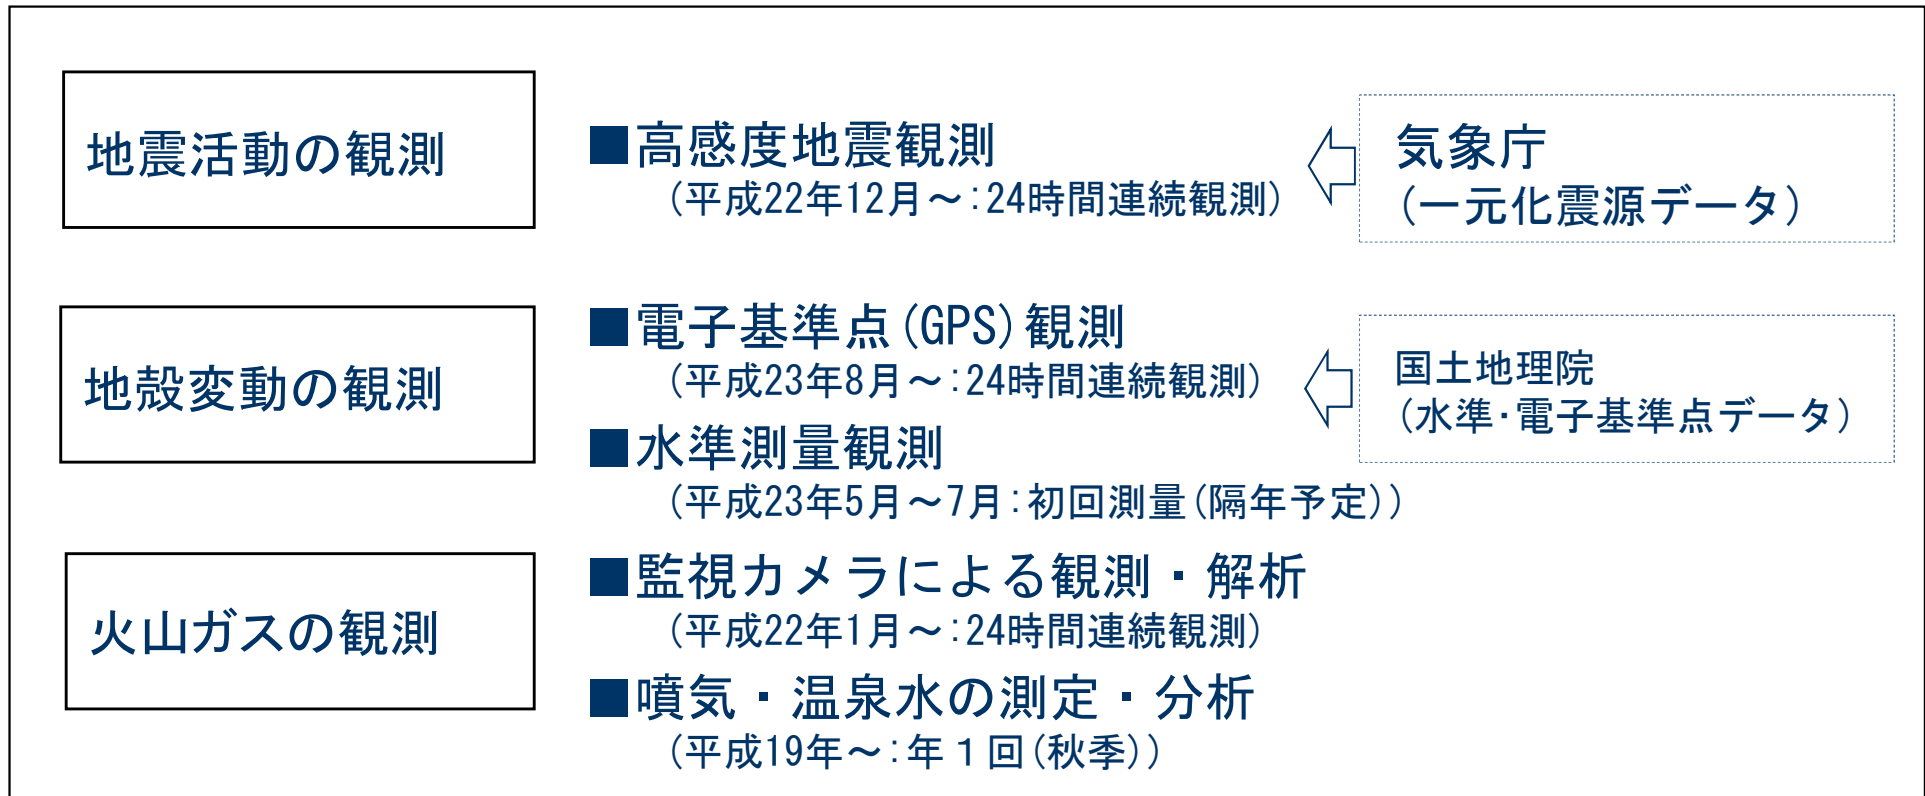 地震活動の観測
■高感度地震観測
(平成22年12月～:24時間連続観測)
気象庁
(一元化震源データ)
地殻変動の観測
■電子基準点(GPS)観測
(平成23年8月～:24時間連続観測)
■水準測量観測
(平成23年5月～7月:初回測量(隔年予定))
国土地理院
(水準･電子基準点データ)
火山ガスの観測
■監視カメラによる観測・解析
(平成22年1月～:24時間連続観測)
■噴気・温泉水の測定・分析
(平成19年～:年１回(秋季))